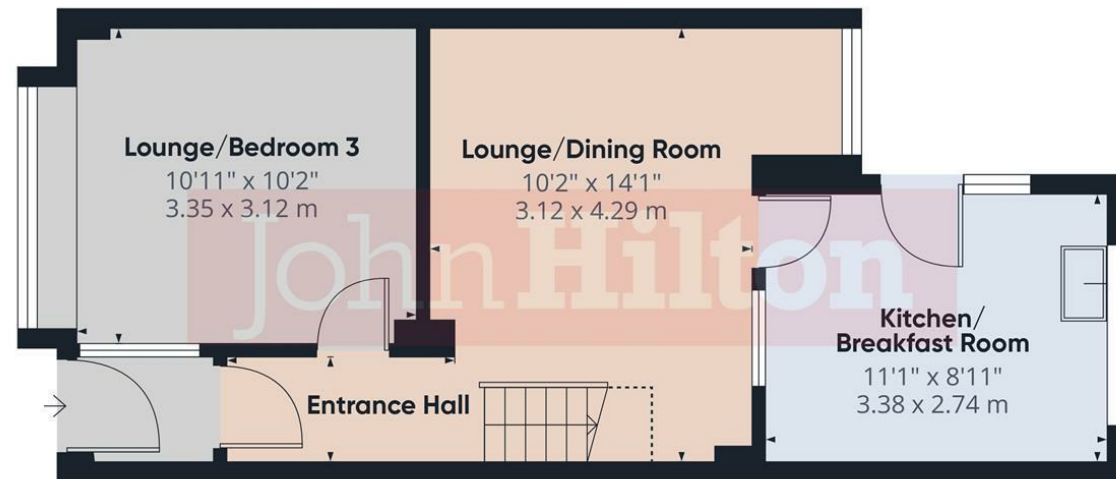 Lounge/Bedroom 3
10'11" x 10'2"
3.35 x 3.12 m
Lounge/Dining Room
10'2" x 14'1"
3.12 x 4.29 m
John Hilton
Kitchen/
Breakfast Room
11'1" x 8'11"
3.38 x 2.74 m
Entrance Hall